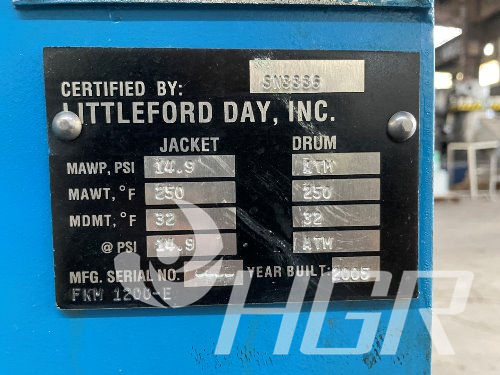 SN3836
CERTIFIED BY:
LITTLEFORD DAY, INC.
JACKET DRUM
MAWP, PSI 14.9 ATM
MAWT, °F 250 250
MDMT, °F 32 32
@ PSI 14.9 ATM
MFG. SERIAL NO. YEAR BUILT: 2005
FKM 1200-E
HGR